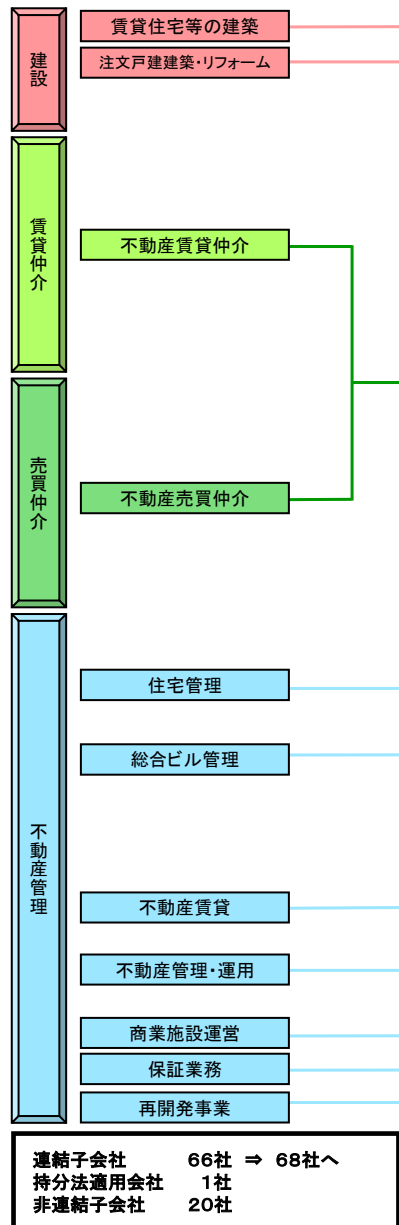 建設
賃貸住宅等の建築
注文戸建建築・リフォーム
賃貸仲介
不動産賃貸仲介
売買仲介
不動産売買仲介
不動産管理
住宅管理
総合ビル管理
不動産賃貸
不動産管理・運用
商業施設運営
保証業務
再開発事業
連結子会社 66社 ⇒ 68社へ
持分法適用会社 1社
非連結子会社 20社